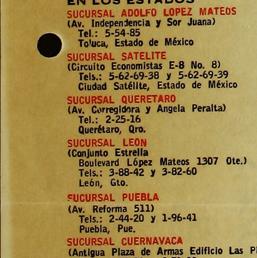 EN LOS ESTADOS
SUCURSAL ADOLFO LOPEZ MATEOS
(Av. Independencia y Sor Juana)
Tel.: 5-54-85
Toluca, Estado de México
SUCURSAL SATELITE
(Circuito Economistas E-8 No. 8)
Tels.: 5-62-69-38 y 5-62-69-39
Ciudad Satélite, Estado de México
SUCURSAL QUERETARO
(Av. Corregidora y Angela Peralta)
Tel.: 2-25-16
Querétaro, Qro.
SUCURSAL LEON
(Conjunto Estrella
Boulevard López Mateos 1307 Ote.)
Tels.: 3-88-42 y 3-82-60
León, Gto.
SUCURSAL PUEBLA
(Av. Reforma 511)
Tels.: 2-44-20 y 1-96-41
Puebla, Pue.
SUCURSAL CUERNAVACA
(Antigua Plaza de Armas Edificio Las